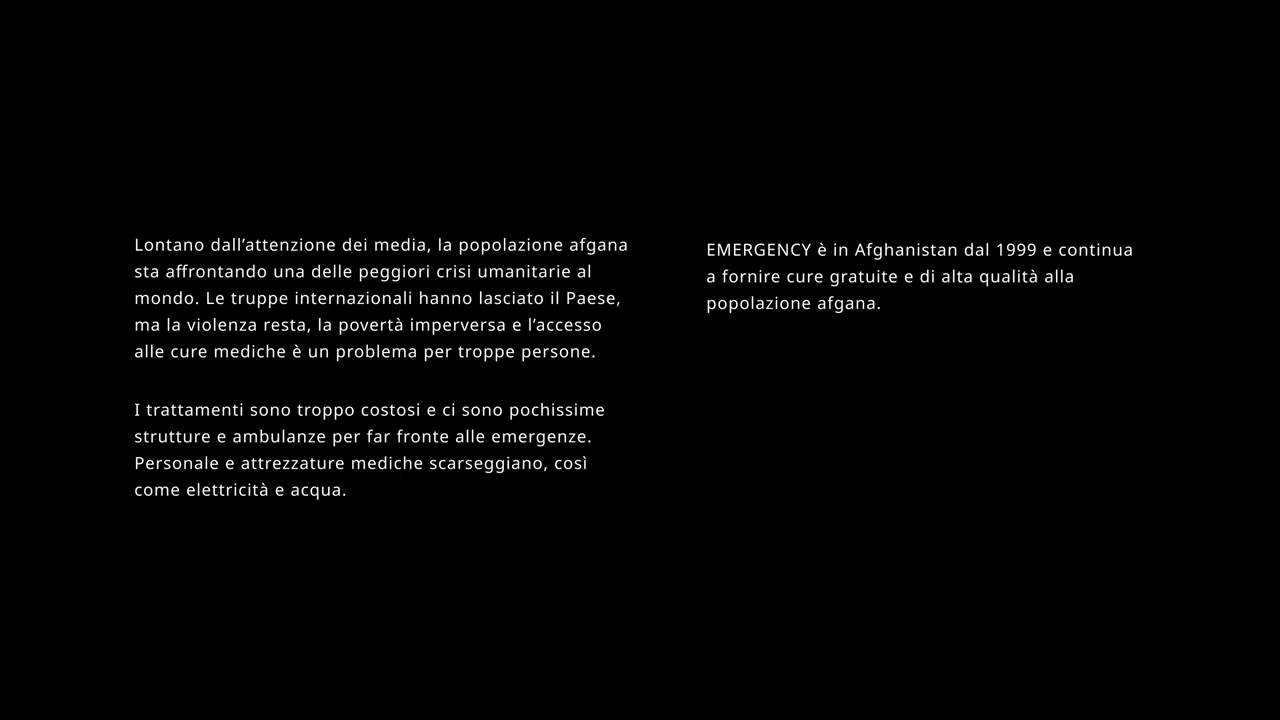 Lontano dall’attenzione dei media, la popolazione afgana
sta affrontando una delle peggiori crisi umanitarie al
mondo. Le truppe internazionali hanno lasciato il Paese,
ma la violenza resta, la povertà imperversa e l’accesso
alle cure mediche è un problema per troppe persone.
I trattamenti sono troppo costosi e ci sono pochissime
strutture e ambulanze per far fronte alle emergenze.
Personale e attrezzature mediche scarseggiano, così
come elettricità e acqua.
EMERGENCY è in Afghanistan dal 1999 e continua
a fornire cure gratuite e di alta qualità alla
popolazione afgana.